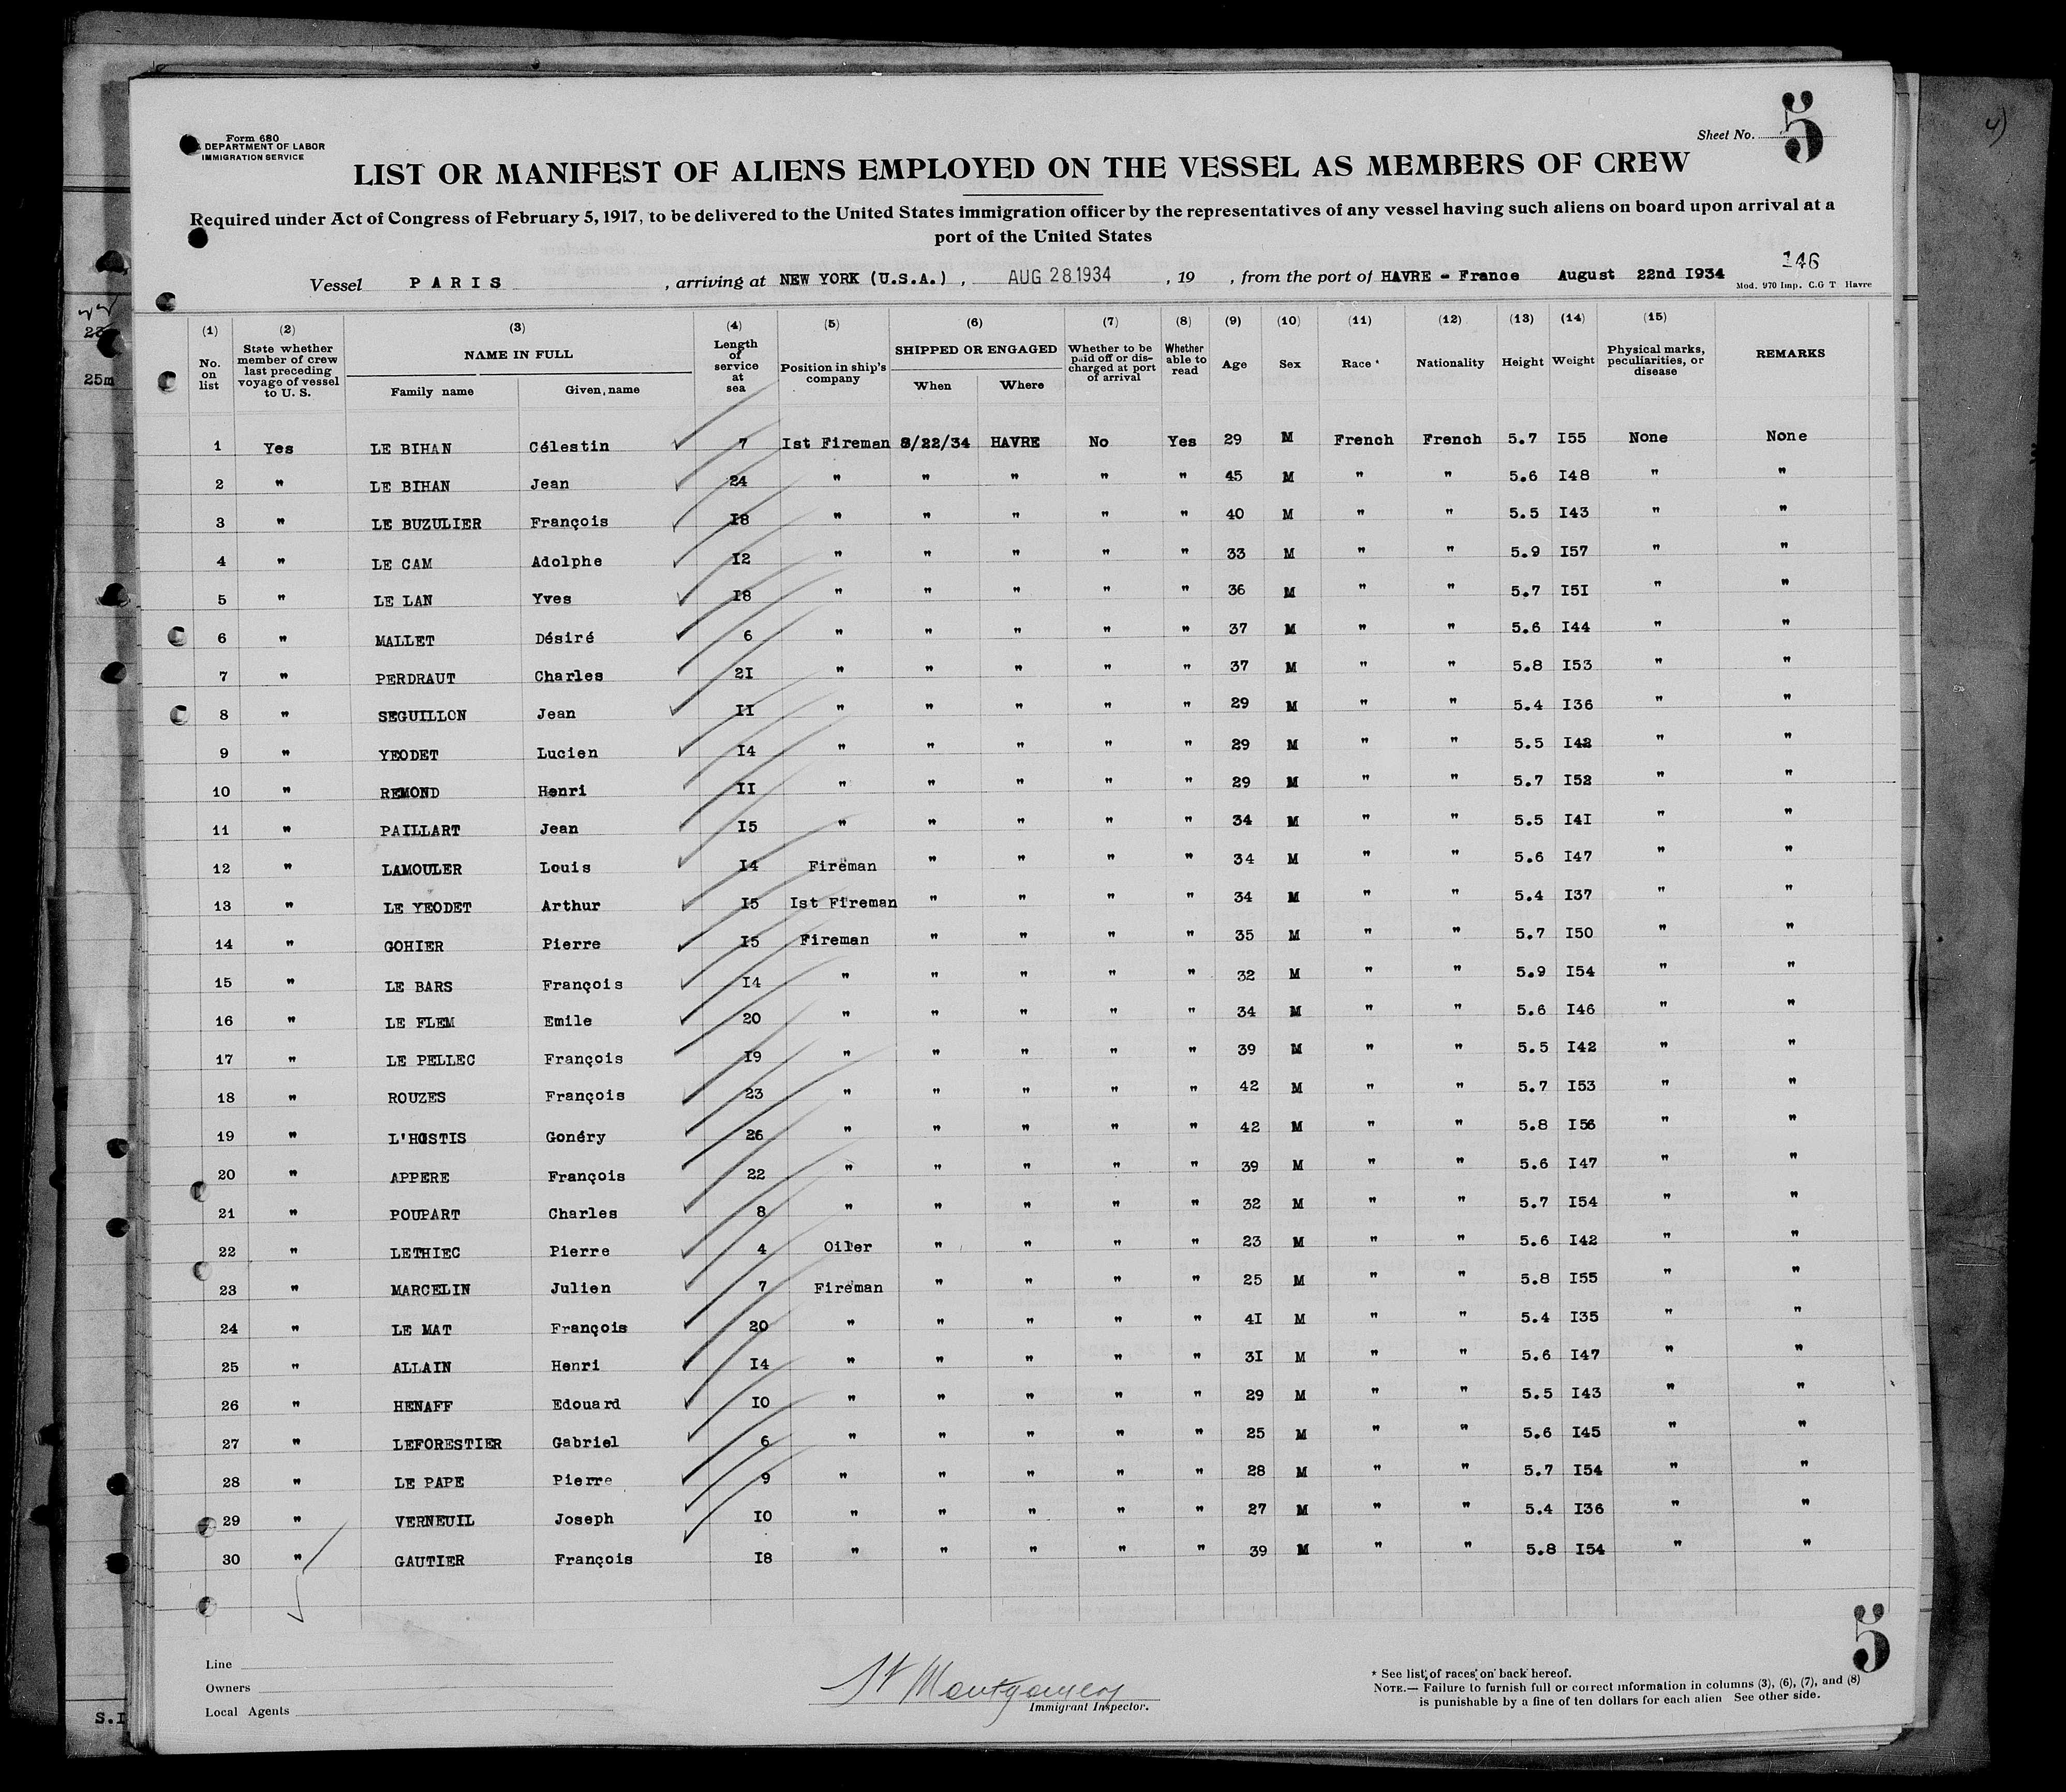 4)
Form 680
DEPARTMENT OF LABOR
IMMIGRATION SERVICE
Sheet No. 5
LIST OR MANIFEST OF ALIENS EMPLOYED ON THE VESSEL AS MEMBERS OF CREW
Required under Act of Congress of February 5, 1917, to be delivered to the United States immigration officer by the representatives of any vessel having such aliens on board upon arrival at a
port of the United States
146
Vessel PARIS , arriving at NEW YORK (U.S.A.) , AUG 28 1934 , 19 , from the port of HAVRE - France August 22nd I934
Mod. 970 Imp. C.G T Havre
25m
(1) (2) (3) (4) (5) (6) (7) (8) (9) (10) (11) (12) (13) (14) (15)
No. on list State whether member of crew last preceding voyage of vessel to U. S. NAME IN FULL Length of service at sea Position in ship's company SHIPPED OR ENGAGED Whether to be paid off or discharged at port of arrival Whether able to read Age Sex Race * Nationality Height Weight Physical marks, peculiarities, or disease REMARKS
Family name Given name When Where
1 Yes LE BIHAN Célestin 7 Ist Fireman 8/22/34 HAVRE No Yes 29 M French French 5.7 I55 None None
2 " LE BIHAN Jean 24 " " " " " 45 M " " 5.6 I48 " "
3 " LE BUZULIER François I8 " " " " " 40 M " " 5.5 I43 " "
4 " LE CAM Adolphe I2 " " " " " 33 M " " 5.9 I57 " "
5 " LE LAN Yves I8 " " " " " 36 M " " 5.7 I5I " "
6 " MALLET Désiré 6 " " " " " 37 M " " 5.6 I44 " "
7 " PERDRAUT Charles 2I " " " " " 37 M " " 5.8 I53 " "
8 " SEGUILLON Jean II " " " " " 29 M " " 5.4 I36 " "
9 " YEODET Lucien I4 " " " " " 29 M " " 5.5 I42 " "
10 " REMOND Henri II " " " " " 29 M " " 5.7 I52 " "
11 " PAILLART Jean I5 " " " " " 34 M " " 5.5 I4I " "
12 " LAMOULER Louis I4 Fireman " " " " 34 M " " 5.6 I47 " "
13 " LE YEODET Arthur I5 Ist Fireman " " " " 34 M " " 5.4 I37 " "
14 " GOHIER Pierre I5 Fireman " " " " 35 M " " 5.7 I50 " "
15 " LE BARS François I4 " " " " " 32 M " " 5.9 I54 " "
16 " LE FLEM Emile 20 " " " " " 34 M " " 5.6 I46 " "
17 " LE PELLEC François I9 " " " " " 39 M " " 5.5 I42 " "
18 " ROUZES François 23 " " " " " 42 M " " 5.7 I53 " "
19 " L'HOSTIS Gonéry 26 " " " " " 42 M " " 5.8 I56 " "
20 " APPERE François 22 " " " " " 39 M " " 5.6 I47 " "
21 " POUPART Charles 8 " " " " " 32 M " " 5.7 I54 " "
22 " LETHIEC Pierre 4 Oiler " " " " 23 M " " 5.6 I42 " "
23 " MARCELIN Julien 7 Fireman " " " " 25 M " " 5.8 I55 " "
24 " LE MAT François 20 " " " " " 4I M " " 5.4 I35 " "
25 " ALLAIN Henri I4 " " " " " 3I M " " 5.6 I47 " "
26 " HENAFF Edouard I0 " " " " " 29 M " " 5.5 I43 " "
27 " LEFORESTIER Gabriel 6 " " " " " 25 M " " 5.6 I45 " "
28 " LE PAPE Pierre 9 " " " " " 28 M " " 5.7 I54 " "
29 " VERNEUIL Joseph I0 " " " " " 27 M " " 5.4 I36 " "
30 " GAUTIER François I8 " " " " " 39 M " " 5.8 I54 " "
5
Line
Owners
Local Agents
S.I
Montgomery
Immigrant Inspector.
* See list of races on back hereof.
NOTE.— Failure to furnish full or correct information in columns (3), (6), (7), and (8)
is punishable by a fine of ten dollars for each alien See other side.